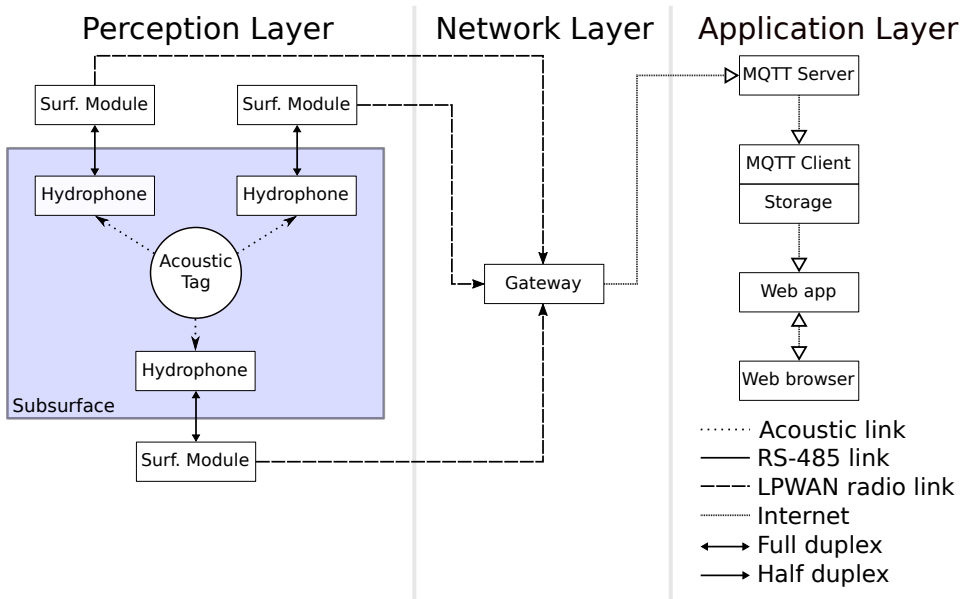 Perception Layer
Network Layer
Application Layer
Surf. Module
Surf. Module
MQTT Server
Hydrophone
Hydrophone
MQTT Client
Storage
Acoustic
Tag
Gateway
Web app
Hydrophone
Web browser
Subsurface
Surf. Module
Acoustic link
RS-485 link
LPWAN radio link
Internet
Full duplex
Half duplex